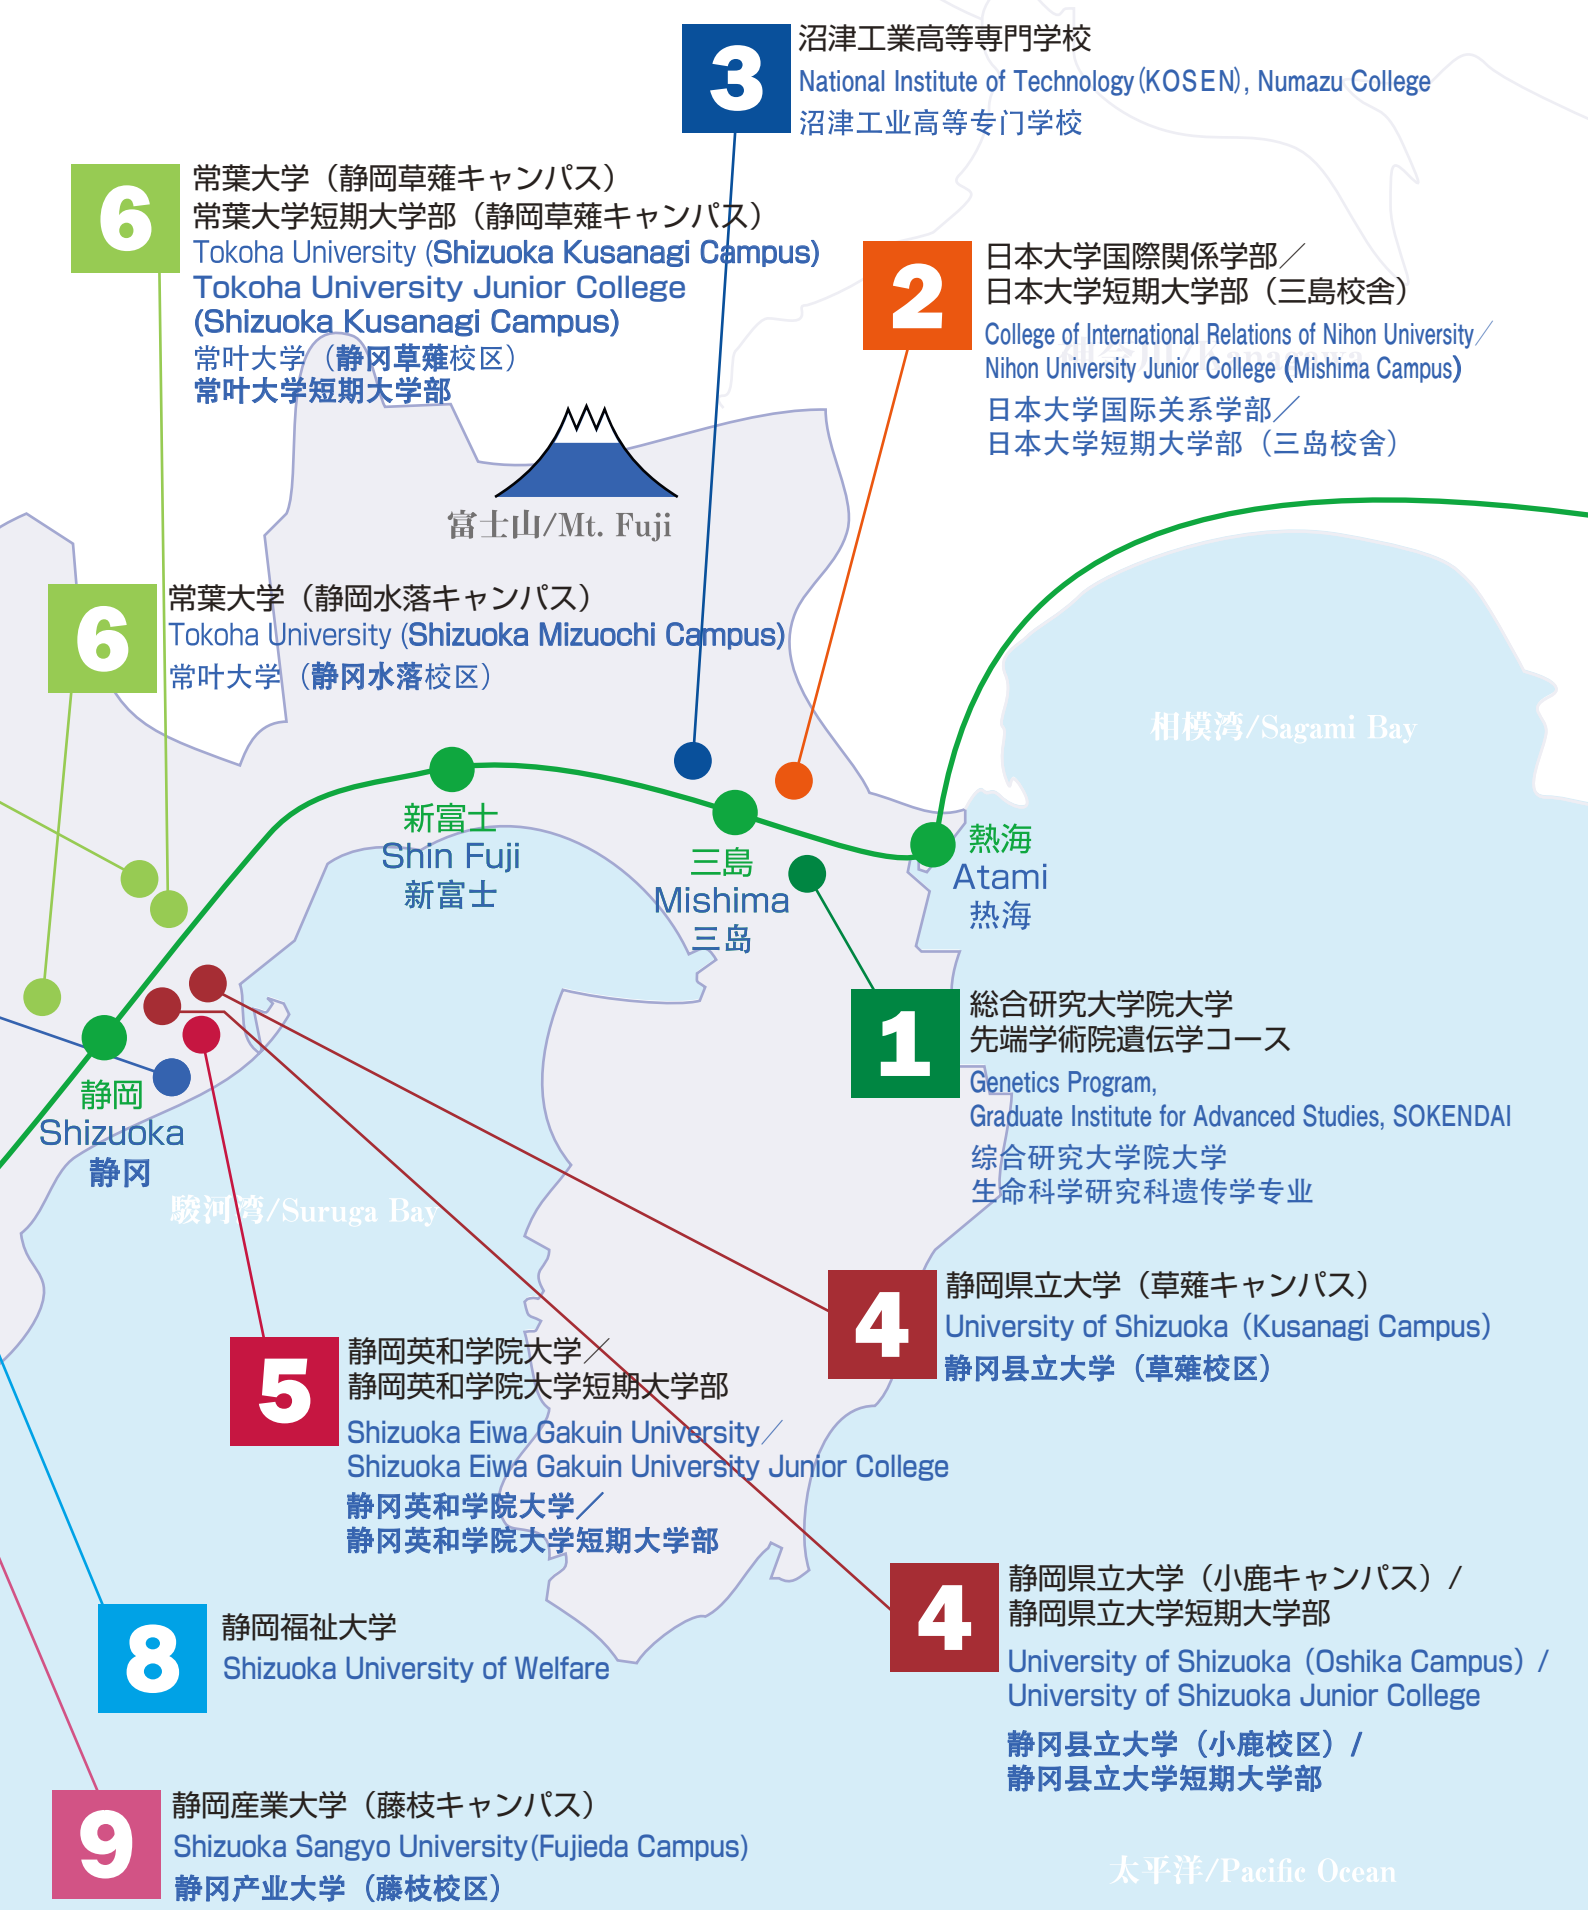 3
沼津工業高等専門学校
National Institute of Technology(KOSEN), Numazu College
沼津工业高等专门学校
6
常葉大学（静岡草薙キャンパス）
常葉大学短期大学部（静岡草薙キャンパス）
Tokoha University (Shizuoka Kusanagi Campus)
Tokoha University Junior College
(Shizuoka Kusanagi Campus)
常叶大学（静冈草薙校区）
常叶大学短期大学部
2
日本大学国際関係学部／
日本大学短期大学部（三島校舎）
College of International Relations of Nihon University／
Nihon University Junior College (Mishima Campus)
日本大学国际关系学部／
日本大学短期大学部（三岛校舍）
神奈川/Kanagawa
富士山/Mt. Fuji
6
常葉大学（静岡水落キャンパス）
Tokoha University (Shizuoka Mizuochi Campus)
常叶大学（静冈水落校区）
相模湾/Sagami Bay
新富士
Shin Fuji
新富士
三島
Mishima
三岛
熱海
Atami
热海
1
総合研究大学院大学
先端学術院遺伝学コース
Genetics Program,
Graduate Institute for Advanced Studies, SOKENDAI
综合研究大学院大学
生命科学研究科遗传学专业
静岡
Shizuoka
静冈
駿河湾/Suruga Bay
4
静岡県立大学（草薙キャンパス）
University of Shizuoka（Kusanagi Campus）
静冈县立大学（草薙校区）
5
静岡英和学院大学／
静岡英和学院大学短期大学部
Shizuoka Eiwa Gakuin University／
Shizuoka Eiwa Gakuin University Junior College
静冈英和学院大学／
静冈英和学院大学短期大学部
4
静岡県立大学（小鹿キャンパス）/
静岡県立大学短期大学部
University of Shizuoka（Oshika Campus）/
University of Shizuoka Junior College
静冈县立大学（小鹿校区）/
静冈县立大学短期大学部
8
静岡福祉大学
Shizuoka University of Welfare
9
静岡産業大学（藤枝キャンパス）
Shizuoka Sangyo University(Fujieda Campus)
静冈产业大学（藤枝校区）
太平洋/Pacific Ocean